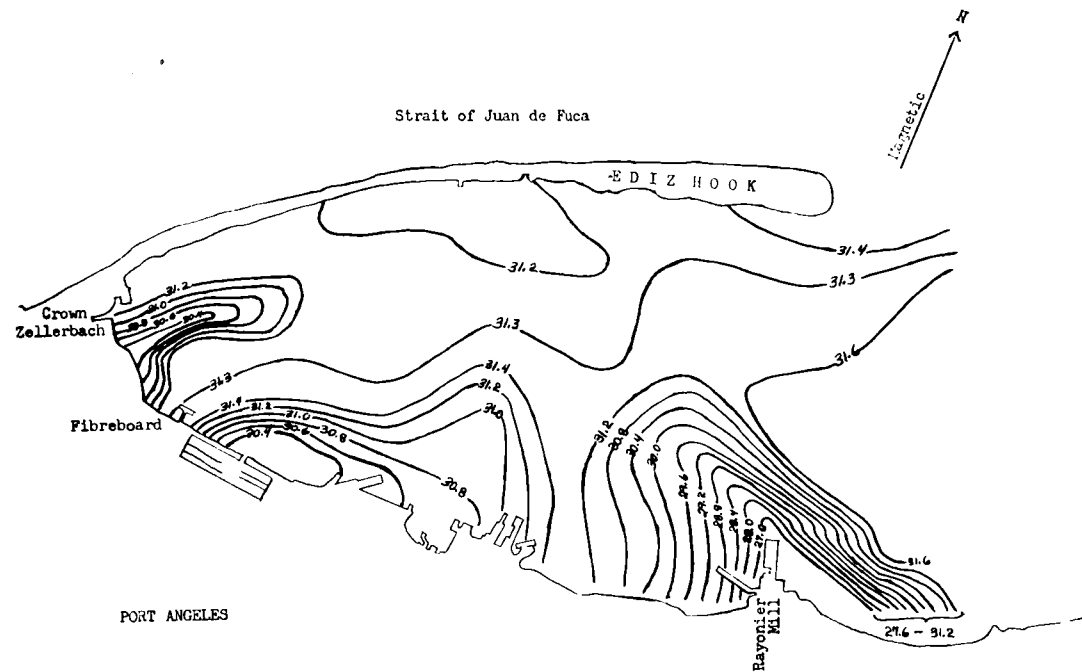 N
Magnetic
Strait of Juan de Fuca
EDIZ HOOK
31.4
31.2
31.3
31.2
31.0
30.8
30.6
30.4
Crown
Zellerbach
31.6
31.3
31.3
31.4
31.2
31.0
31.4
31.2
31.0
30.8
30.6
30.4
Fibreboard
30.8
31.2
30.8
30.4
30.0
29.6
29.2
28.8
28.4
28.0
27.6
31.6
27.6 - 31.2
Rayonier
Mill
PORT ANGELES